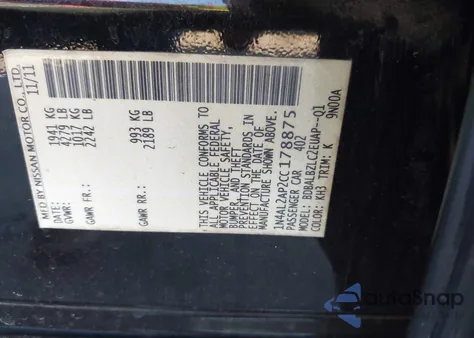 MFD BY NISSAN MOTOR CO., LTD.
11/11
GVWR: 1941 KG
4279 LB
GAWR FR: 1017 KG
2242 LB
GAWR RR: 993 KG
2189 LB
THIS VEHICLE CONFORMS TO
ALL APPLICABLE FEDERAL
MOTOR VEHICLE SAFETY,
BUMPER, AND THEFT
PREVENTION STANDARDS IN
EFFECT ON THE DATE OF
MANUFACTURE SHOWN ABOVE.
1N4AL2AP2CC178875
PASSENGER CAR 402
COLOR: KH3 TRIM: K
9N00A
autoSnap